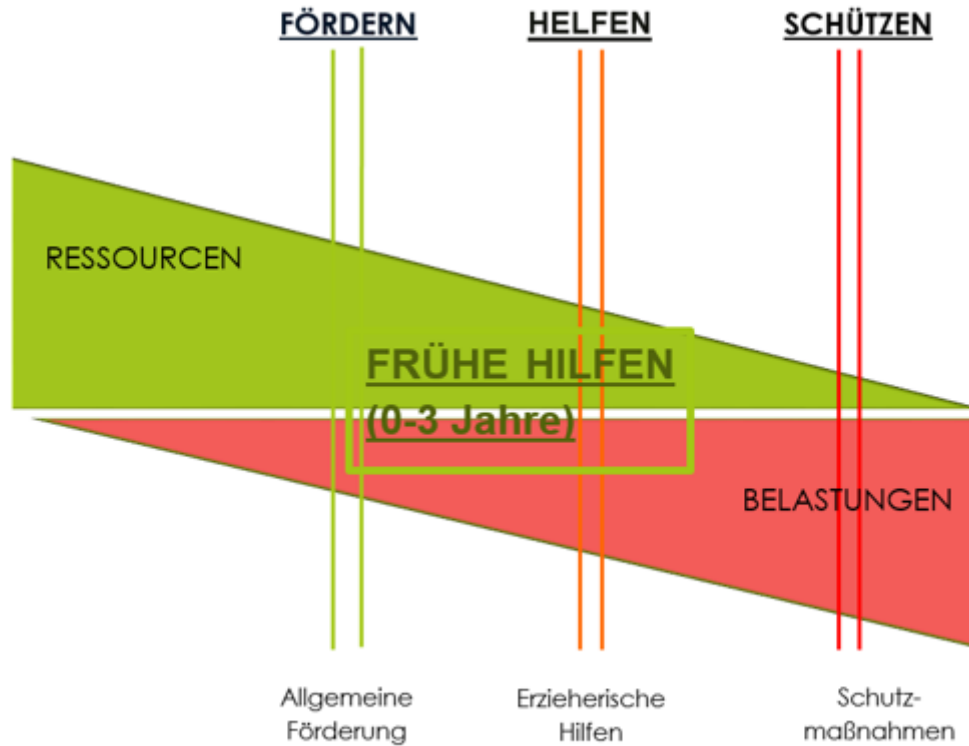 FÖRDERN
HELFEN
SCHÜTZEN
RESSOURCEN
FRÜHE HILFEN
(0-3 Jahre)
BELASTUNGEN
Allgemeine
Förderung
Erzieherische
Hilfen
Schutz-
maßnahmen